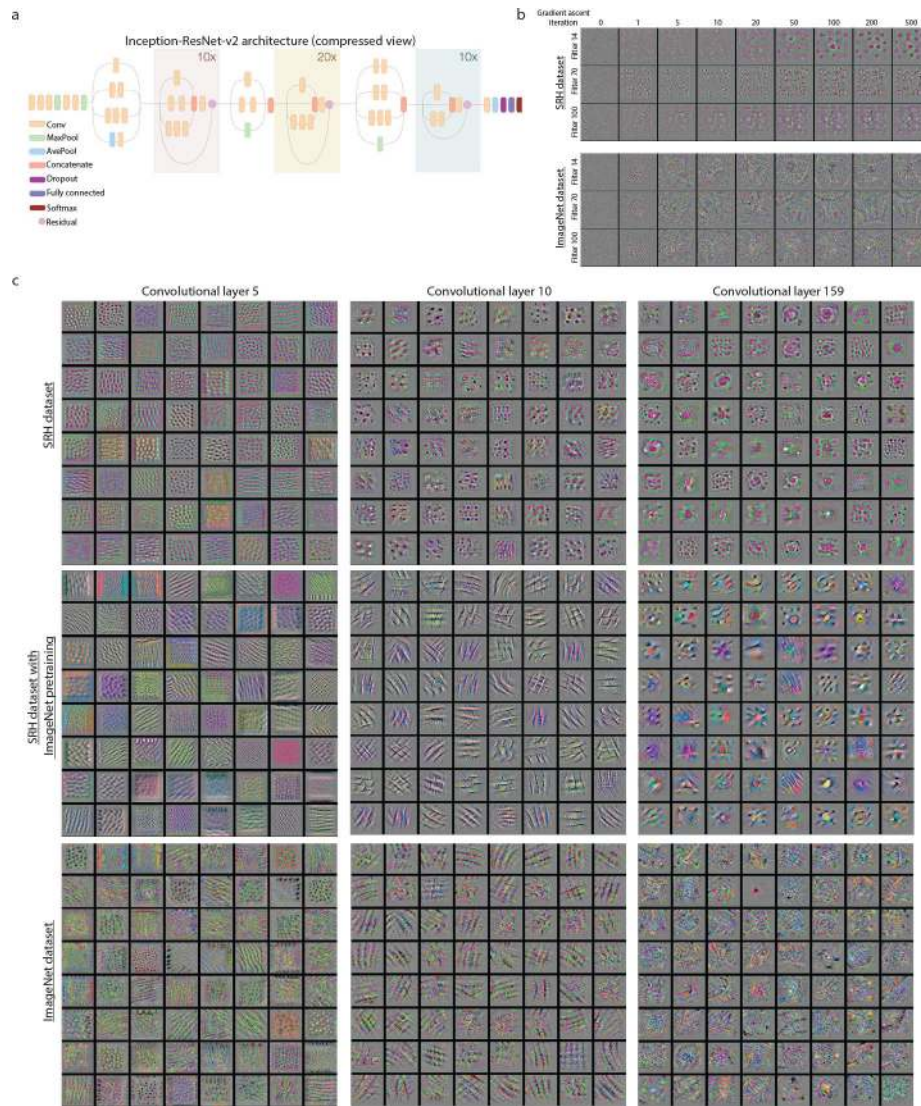 a
Inception-ResNet-v2 architecture (compressed view)
10x
20x
10x
Conv
MaxPool
AvePool
Concatenate
Dropout
Fully connected
Softmax
Residual
b
Gradient ascent
iteration
0 1 5 10 20 50 100 200 500
SRH dataset
Filter 14
Filter 70
Filter 100
ImageNet dataset
Filter 14
Filter 70
Filter 100
c
Convolutional layer 5
Convolutional layer 10
Convolutional layer 159
SRH dataset
SRH dataset with
ImageNet pretraining
ImageNet dataset